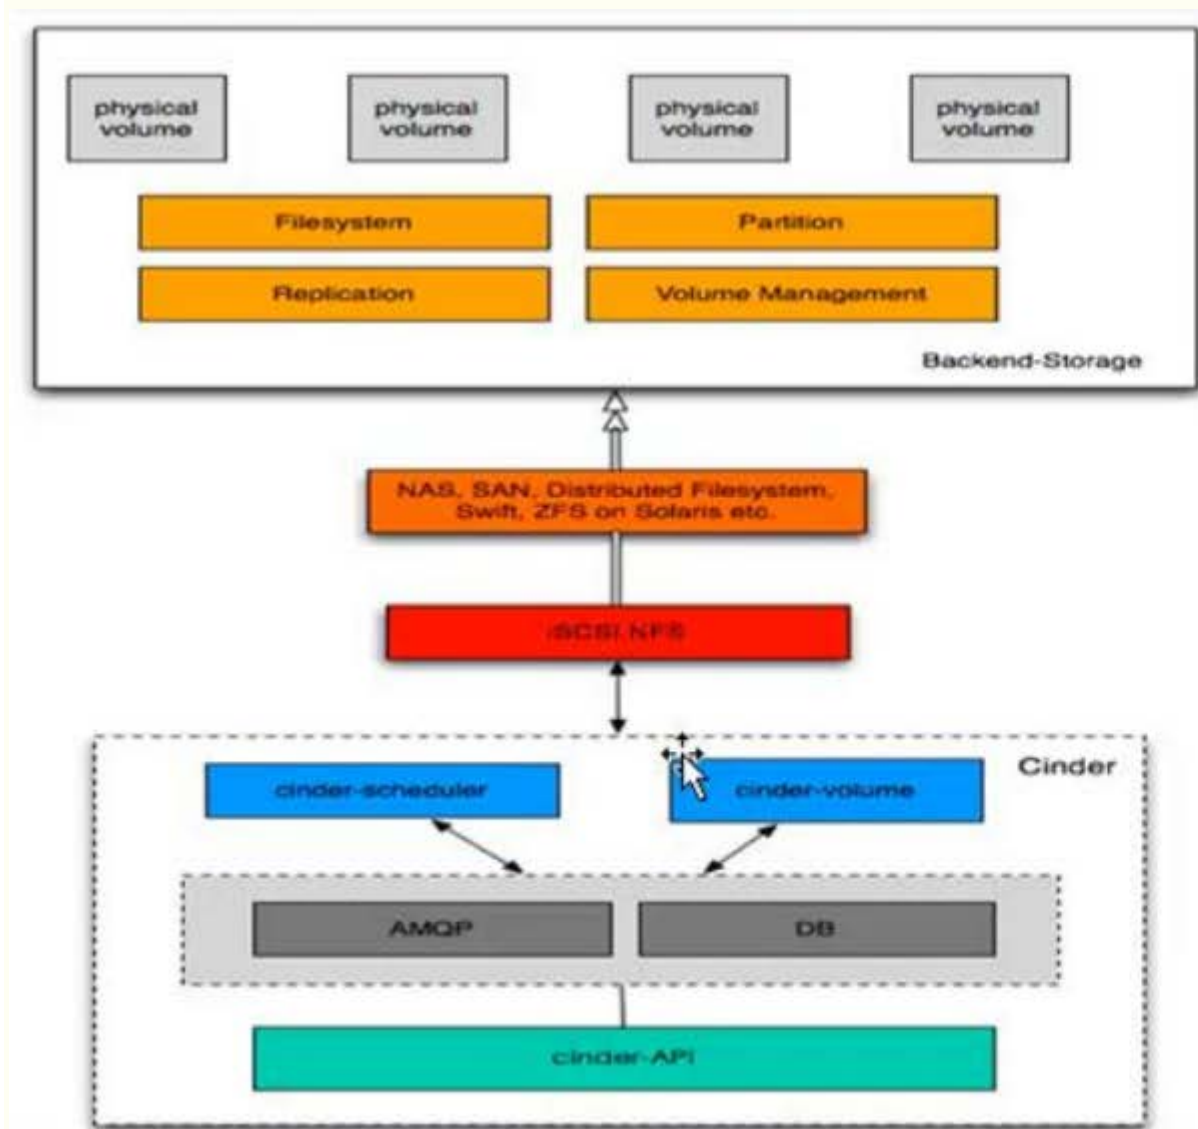 physical
volume
physical
volume
physical
volume
physical
volume
Filesystem
Partition
Replication
Volume Management
Backend-Storage
NAS, SAN, Distributed Filesystem,
Swift, ZFS on Solaris etc.
iSCSI NFS
Cinder
cinder-scheduler
cinder-volume
AMQP
DB
cinder-API